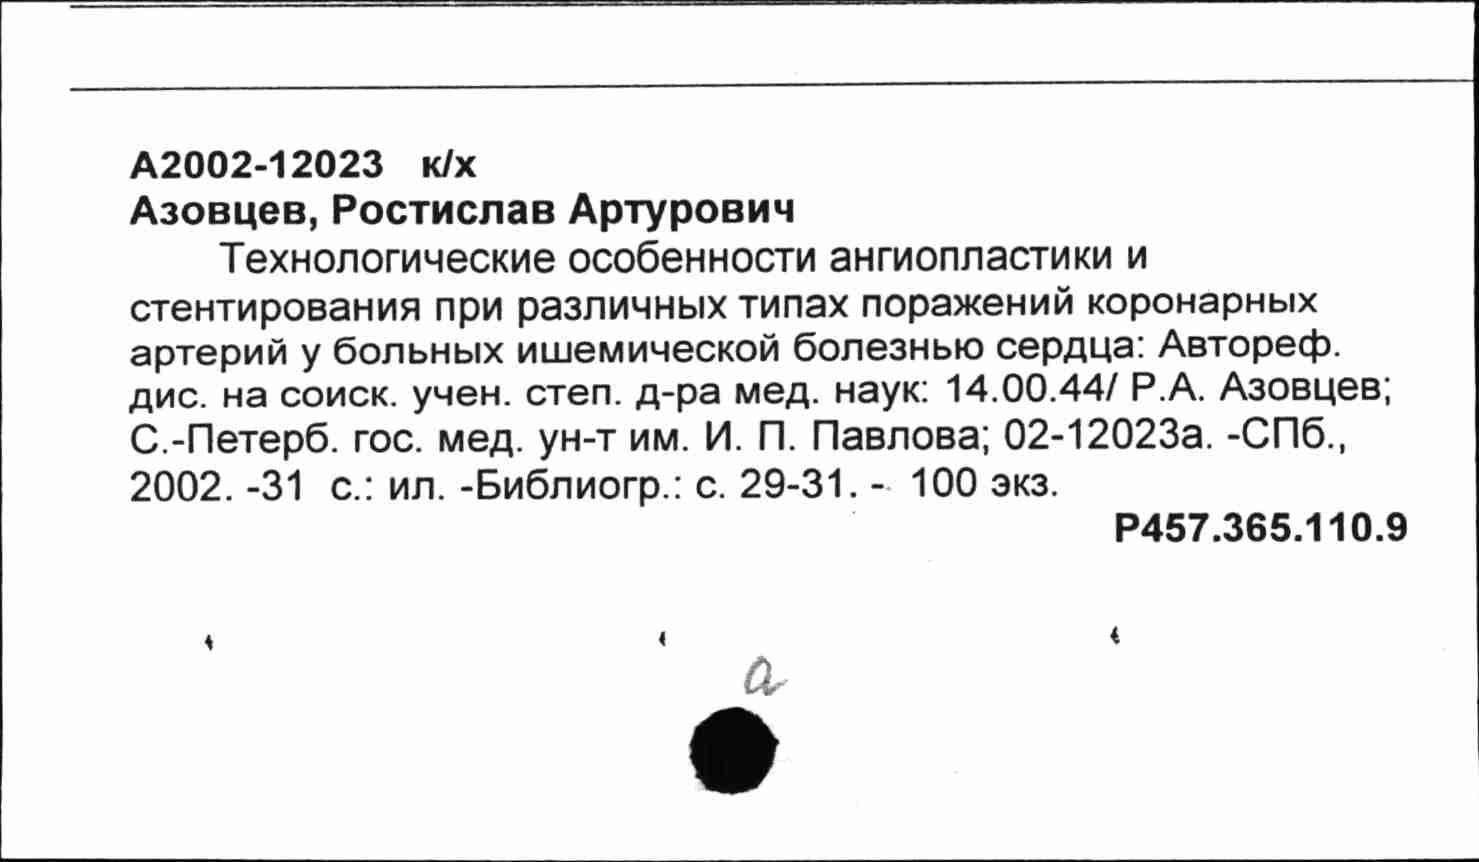 А2002-12023 к/х
Азовцев, Ростислав Артурович
Технологические особенности ангиопластики и
стентирования при различных типах поражений коронарных
артерий у больных ишемической болезнью сердца: Автореф.
дис. на соиск. учен. степ. д-ра мед. наук: 14.00.44/ Р.А. Азовцев;
С.-Петерб. гос. мед. ун-т им. И. П. Павлова; 02-12023а. -СПб.,
2002. -31 с.: ил. -Библиогр.: с. 29-31. - 100 экз.
Р457.365.110.9
а